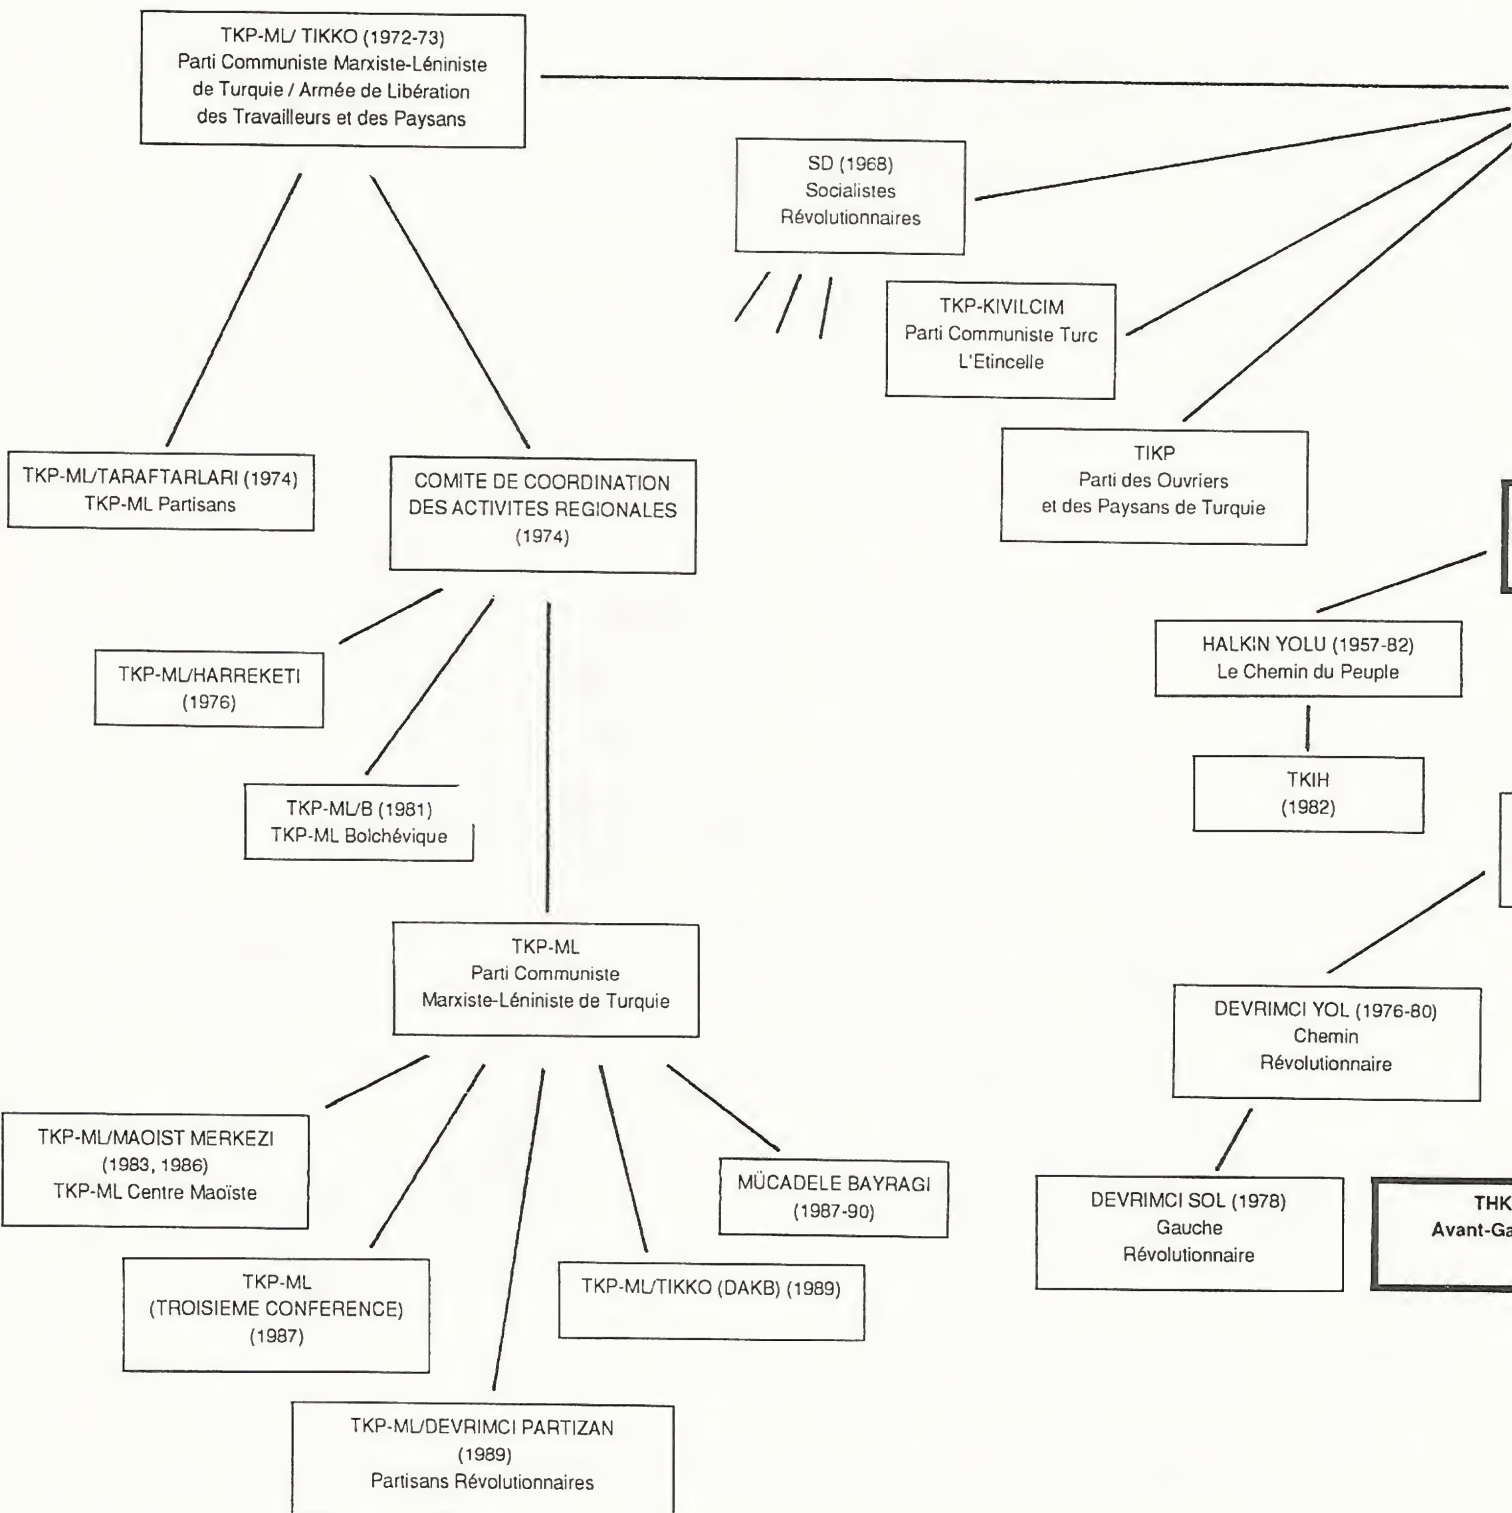 TKP-ML/ TIKKO (1972-73)
Parti Communiste Marxiste-Léniniste
de Turquie / Armée de Libération
des Travailleurs et des Paysans
SD (1968)
Socialistes
Révolutionnaires
TKP-KIVILCIM
Parti Communiste Turc
L'Etincelle
TIKP
Parti des Ouvriers
et des Paysans de Turquie
TKP-ML/TARAFTARLARI (1974)
TKP-ML Partisans
COMITE DE COORDINATION
DES ACTIVITES REGIONALES
(1974)
HALKIN YOLU (1957-82)
Le Chemin du Peuple
TKP-ML/HARREKETI
(1976)
TKIH
(1982)
TKP-ML/B (1981)
TKP-ML Bolchévique
TKP-ML
Parti Communiste
Marxiste-Léniniste de Turquie
DEVRIMCI YOL (1976-80)
Chemin
Révolutionnaire
TKP-ML/MAOIST MERKEZI
(1983, 1986)
TKP-ML Centre Maoïste
MÜCADELE BAYRAGI
(1987-90)
DEVRIMCI SOL (1978)
Gauche
Révolutionnaire
THK
Avant-Ga
TKP-ML
(TROISIEME CONFERENCE)
(1987)
TKP-ML/TIKKO (DAKB) (1989)
TKP-ML/DEVRIMCI PARTIZAN
(1989)
Partisans Révolutionnaires